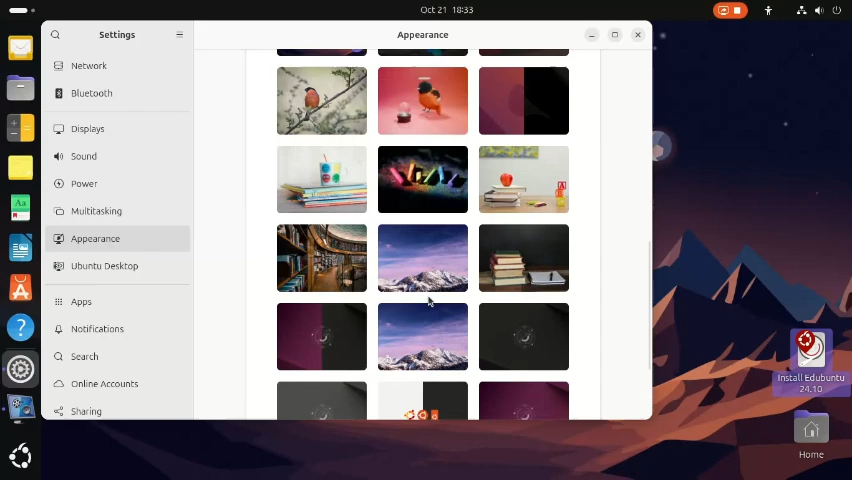 Oct 21 18:33
Settings
Appearance
Network
Bluetooth
Displays
Sound
Power
Multitasking
Appearance
Ubuntu Desktop
Apps
Notifications
Search
Online Accounts
Sharing
Install Edubuntu
24.10
Home
Aa